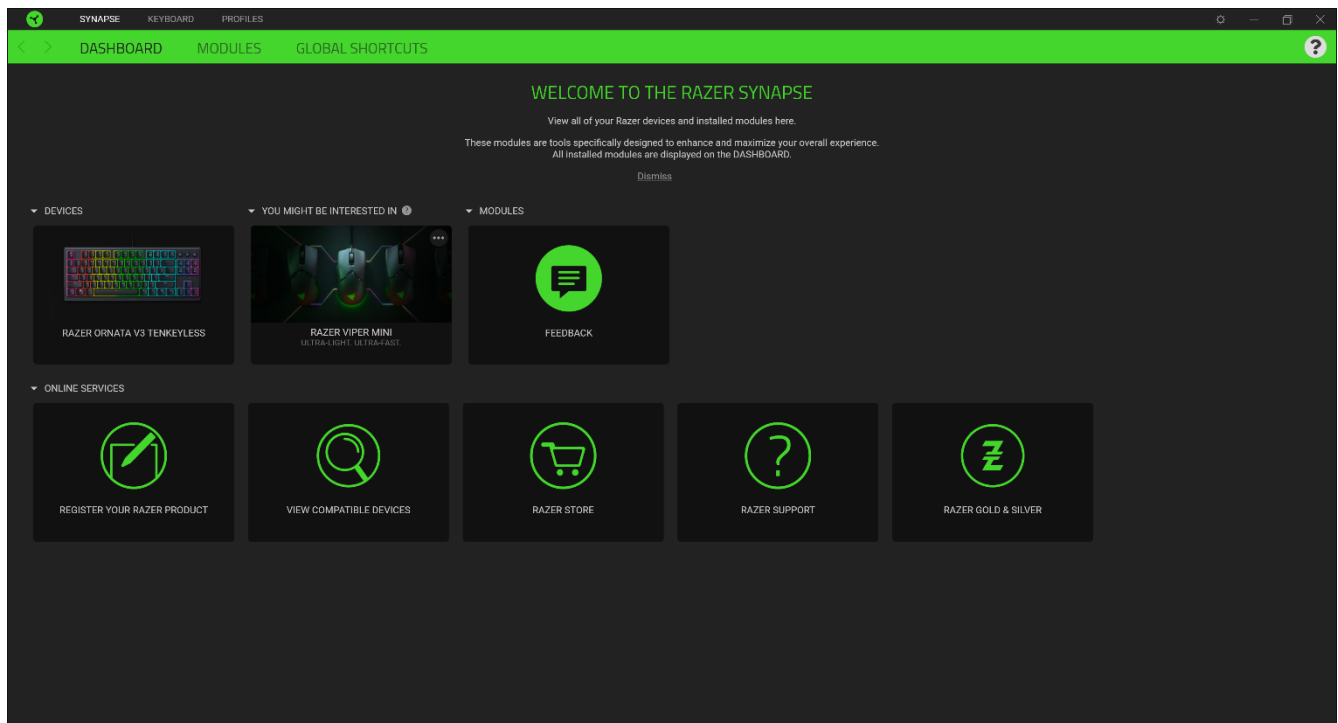 SYNAPSE KEYBOARD PROFILES
DASHBOARD MODULES GLOBAL SHORTCUTS
WELCOME TO THE RAZER SYNAPSE
View all of your Razer devices and installed modules here.
These modules are tools specifically designed to enhance and maximize your overall experience.
All installed modules are displayed on the DASHBOARD.
Dismiss
DEVICES
YOU MIGHT BE INTERESTED IN
MODULES
RAZER ORNATA V3 TENKEYLESS
RAZER VIPER MINI
ULTRA-LIGHT. ULTRA-FAST.
FEEDBACK
ONLINE SERVICES
REGISTER YOUR RAZER PRODUCT
VIEW COMPATIBLE DEVICES
RAZER STORE
RAZER SUPPORT
RAZER GOLD & SILVER